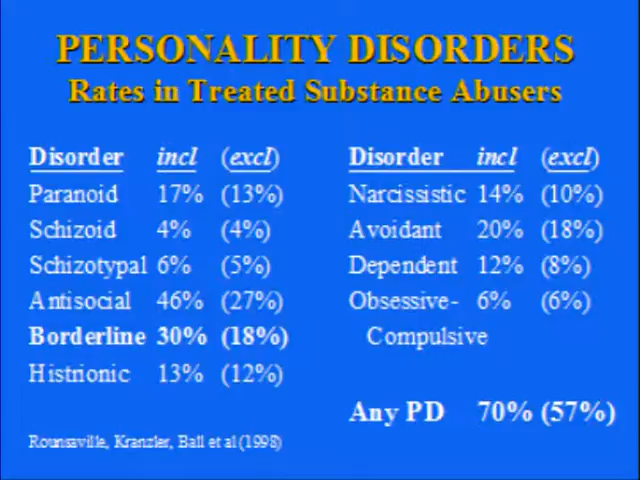 PERSONALITY DISORDERS
Rates in Treated Substance Abusers
Disorder incl (excl)
Paranoid 17% (13%)
Schizoid 4% (4%)
Schizotypal 6% (5%)
Antisocial 46% (27%)
Borderline 30% (18%)
Histrionic 13% (12%)
Rounsaville, Kranzler, Ball et al (1998)
Disorder incl (excl)
Narcissistic 14% (10%)
Avoidant 20% (18%)
Dependent 12% (8%)
Obsessive- 6% (6%)
Compulsive
Any PD 70% (57%)